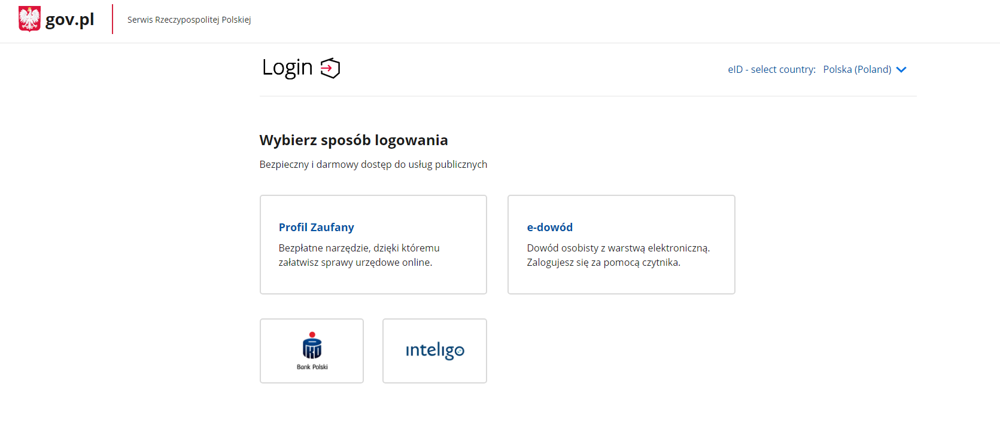 gov.pl
Serwis Rzeczypospolitej Polskiej
Login
eID - select country: Polska (Poland)
Wybierz sposób logowania
Bezpieczny i darmowy dostęp do usług publicznych
Profil Zaufany
Bezpłatne narzędzie, dzięki któremu
załatwisz sprawy urzędowe online.
e-dowód
Dowód osobisty z warstwą elektroniczną.
Zalogujesz się za pomocą czytnika.
PKO
Bank Polski
inteligo